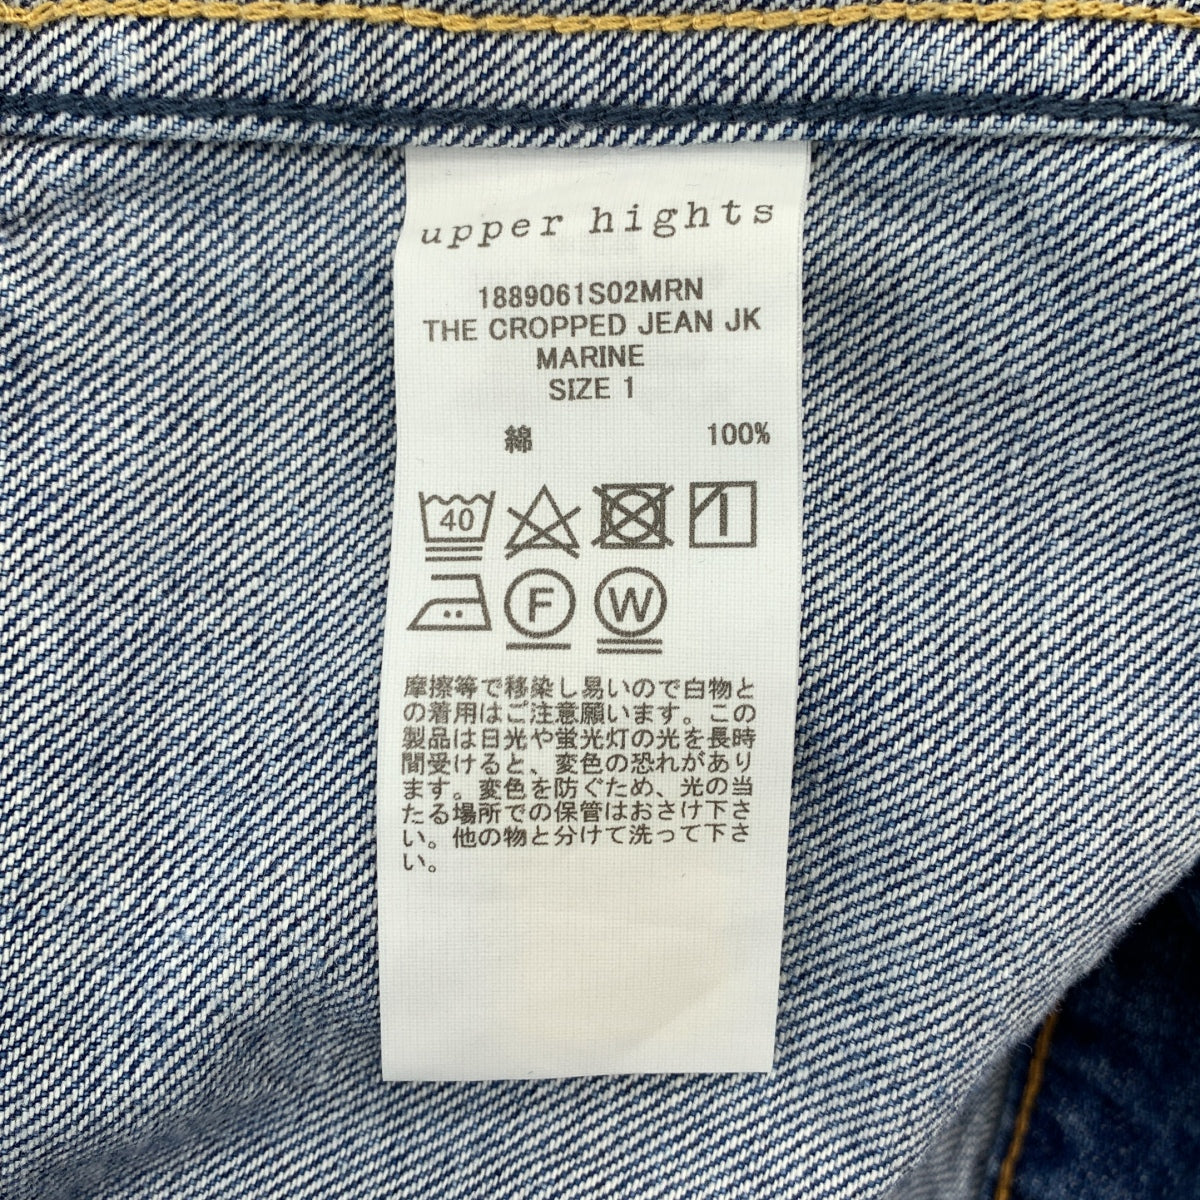 upper hights
1889061S02MRN
THE CROPPED JEAN JK
MARINE
SIZE 1
綿 100%
40
F W
摩擦等で移染し易いので白物と
の着用はご注意願います。この
製品は日光や蛍光灯の光を長時
間受けると、変色の恐れがあり
ます。変色を防ぐため、光の当
たる場所での保管はおさけ下さ
い。他の物と分けて洗って下さ
い。